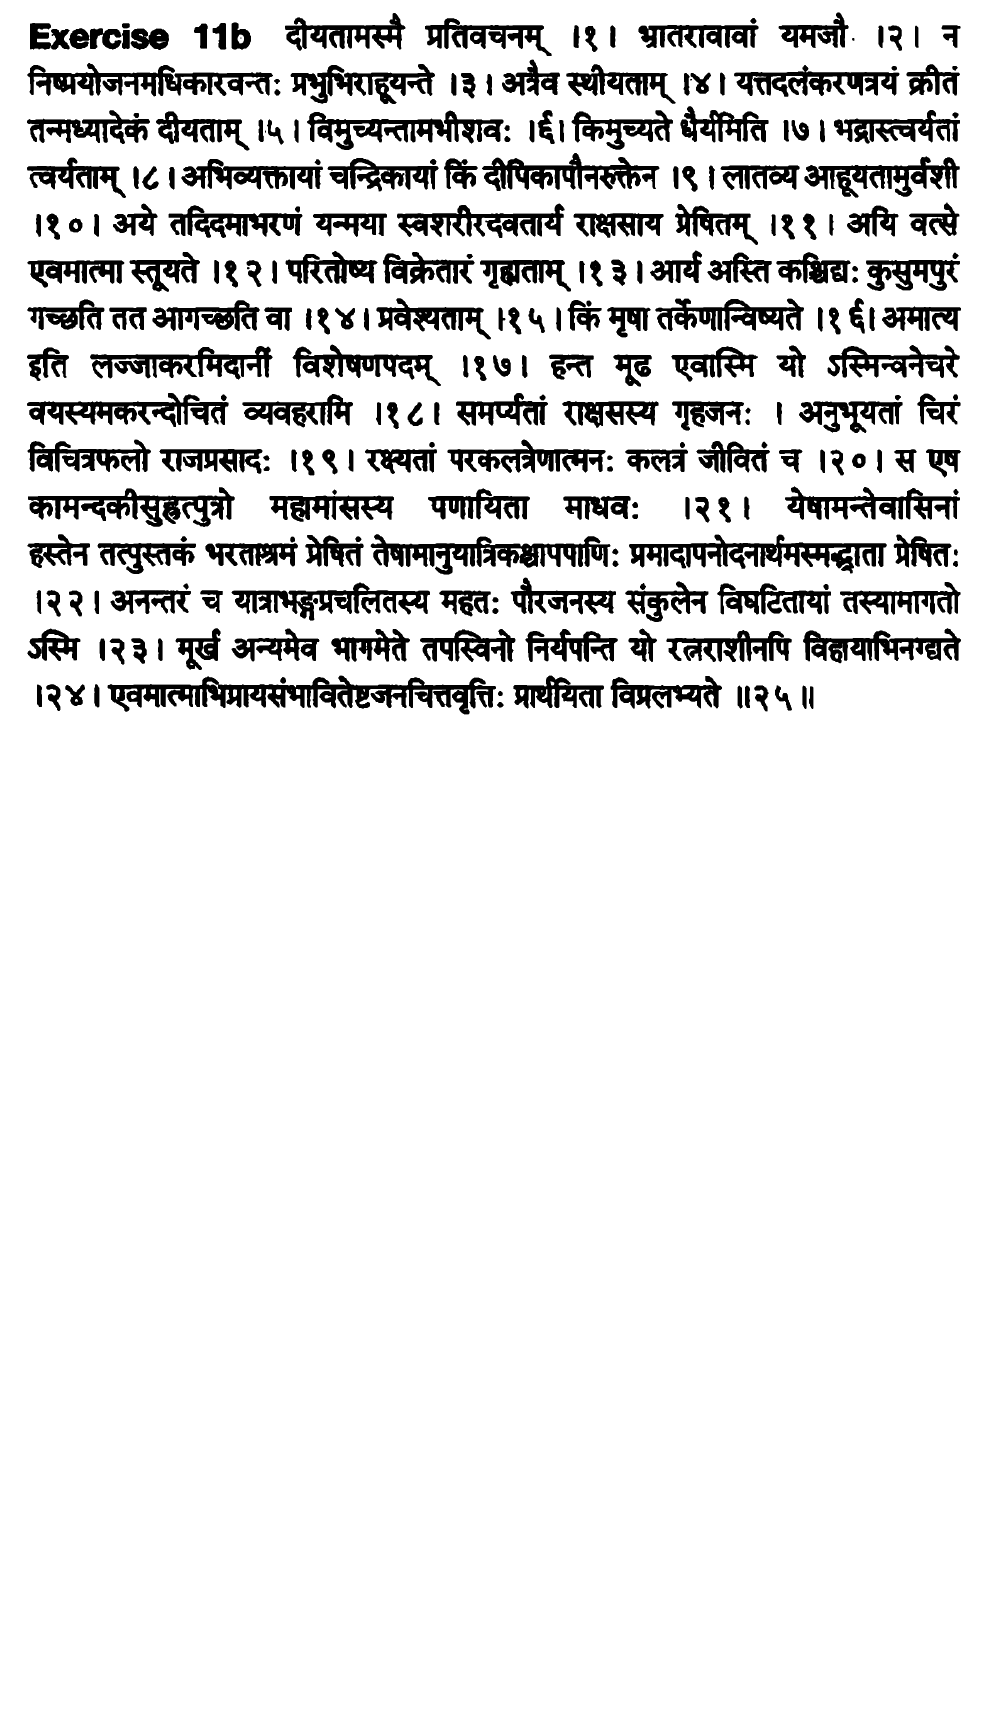 Exercise 11b दीयतामस्मै प्रतिवचनम् ।१। भ्रातरावावां यमजौ ।२। न
निष्प्रयोजनमधिकारवन्तः प्रभुभिराहूयन्ते ।३। अत्रैव स्थीयताम् ।४। यत्तदलंकरणत्रयं क्रीतं
तन्मध्यादेकं दीयताम् ।५। विमुच्यन्तामभीशवः ।६। किमुच्यते धैर्यमिति ।७। भद्रास्त्वर्यतां
त्वर्यताम् ।८। अभिव्यक्तायां चन्द्रिकायां किं दीपिकापौनरुक्तेन ।९। लातव्य आहूयतामुर्वशी
।१०। अये तदिदमाभरणं यन्मया स्वशरीरदवतार्य राक्षसाय प्रेषितम् ।११। अयि वत्से
एवमात्मा स्तूयते ।१२। परितोष्य विक्रेतारं गृह्यताम् ।१३। आर्य अस्ति कश्चिद्यः कुसुमपुरं
गच्छति तत आगच्छति वा ।१४। प्रवेश्यताम् ।१५। किं मृषा तर्केणान्विष्यते ।१६। अमात्य
इति लज्जाकरमिदानीं विशेषणपदम् ।१७। हन्त मूढ एवास्मि यो ऽस्मिन्वनेचरे
वयस्यमकरन्दोचितं व्यवहरामि ।१८। समर्प्यतां राक्षसस्य गृहजनः । अनुभूयतां चिरं
विचित्रफलो राजप्रसादः ।१९। रक्ष्यतां परकलत्रेणात्मनः कलत्रं जीवितं च ।२०। स एष
कामन्दकीसुहृत्पुत्रो महामांसस्य पणायिता माधवः ।२१। येषामन्तेवासिनां
हस्तेन तत्पुस्तकं भरताश्रमं प्रेषितं तेषामानुयात्रिकश्चापपाणिः प्रमादापनोदनार्थमस्मद्भ्राता प्रेषितः
।२२। अनन्तरं च यात्राभङ्गप्रचलितस्य महतः पौरजनस्य संकुलेन विघटितायां तस्यामागतो
ऽस्मि ।२३। मूर्ख अन्यमेव भागमेते तपस्विनो निर्वपन्ति यो रत्नराशीनपि विहायाभिनन्द्यते
।२४। एवमात्माभिप्रायसंभावितेष्टजनचित्तवृत्तिः प्रार्थयिता विप्रलभ्यते ॥२५॥